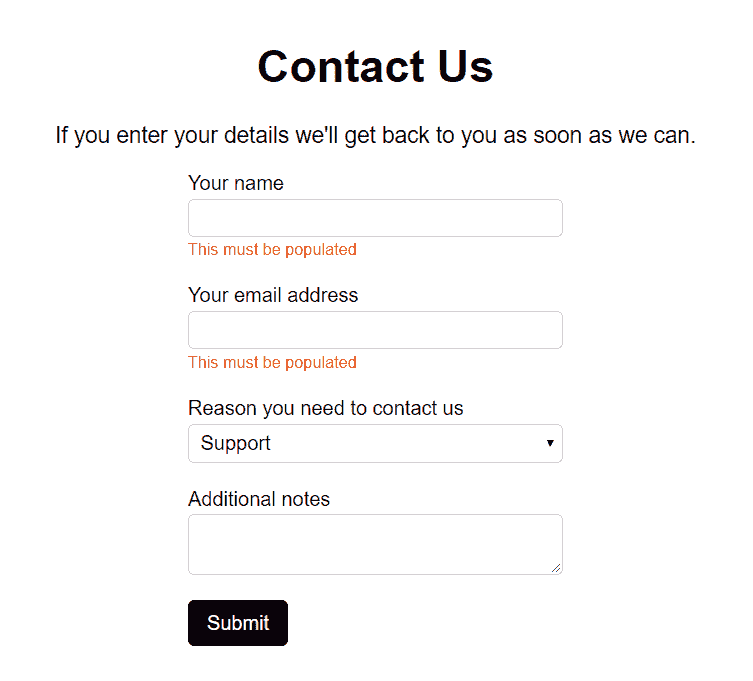 Contact Us
If you enter your details we'll get back to you as soon as we can.
Your name
This must be populated
Your email address
This must be populated
Reason you need to contact us
Support
Additional notes
Submit